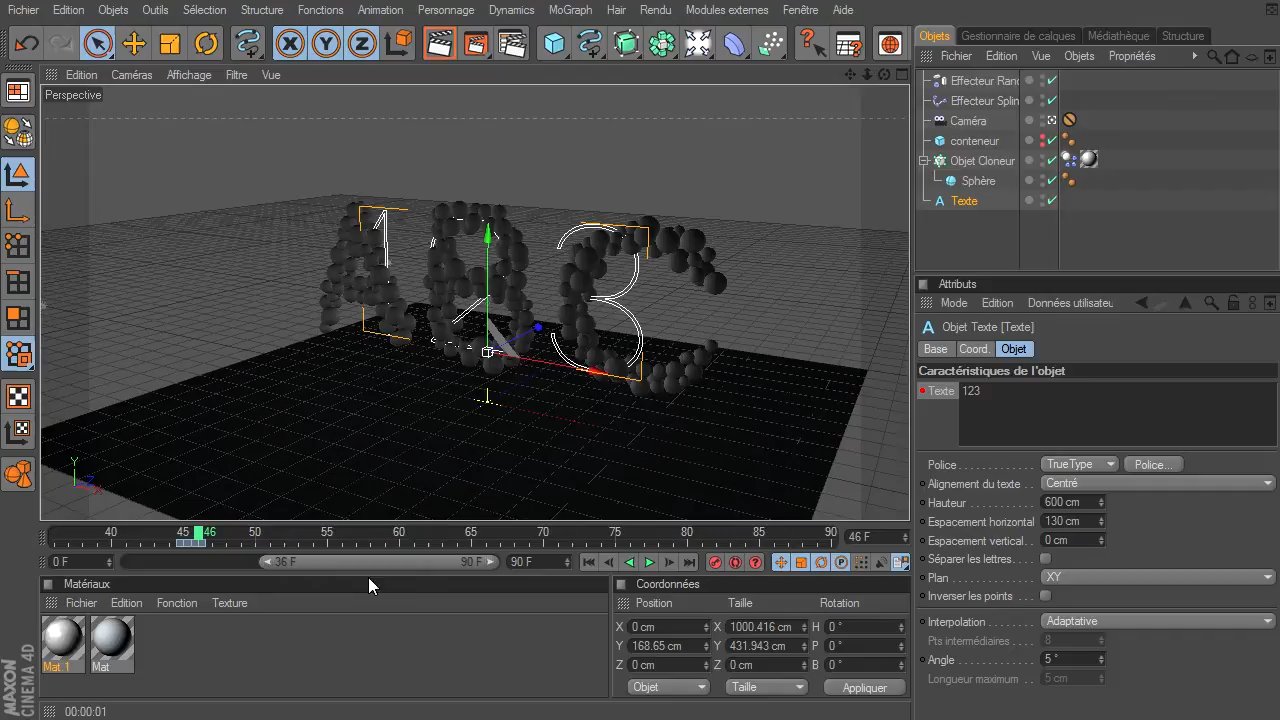 Fichier Edition Objets Outils Sélection Structure Fonctions Animation Personnage Dynamics MoGraph Hair Rendu Modules externes Fenêtre Aide
Objets Gestionnaire de calques Médiathèque Structure
Edition Caméras Affichage Filtre Vue
Fichier Edition Vue Objets Propriétés
Perspective
Effecteur Ran
Effecteur Splin
Caméra
conteneur
Objet Cloneur
Sphère
Texte
Attributs
Mode Edition Données utilisateu
Objet Texte [Texte]
Base Coord. Objet
Caractéristiques de l'objet
Texte 123
Police TrueType Police...
Alignement du texte Centré
Hauteur 600 cm
Espacement horizontal 130 cm
Espacement vertical 0 cm
Séparer les lettres
Plan XY
Inverser les points
Interpolation Adaptative
Pts intermédiaires 8
Angle 5 °
Longueur maximum 5 cm
Y
Z
X
40 45 46 50 55 60 65 70 75 80 85 90 46 F
0 F 36 F 90 F 90 F
Matériaux
Fichier Edition Fonction Texture
Mat.1 Mat
Coordonnées
Position Taille Rotation
X 0 cm X 1000.416 cm H 0 °
Y 168.65 cm Y 431.943 cm P 0 °
Z 0 cm Z 0 cm B 0 °
Objet Taille Appliquer
MAXON
CINEMA 4D
00:00:01